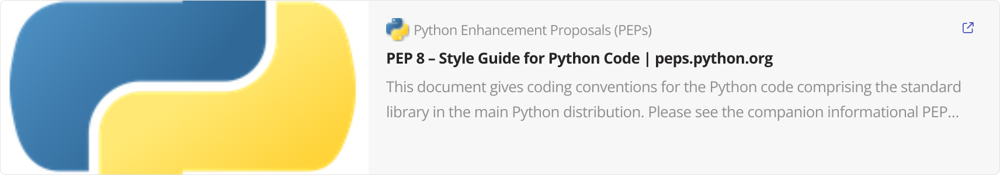 Python Enhancement Proposals (PEPs)
PEP 8 – Style Guide for Python Code | peps.python.org
This document gives coding conventions for the Python code comprising the standard
library in the main Python distribution. Please see the companion informational PEP...